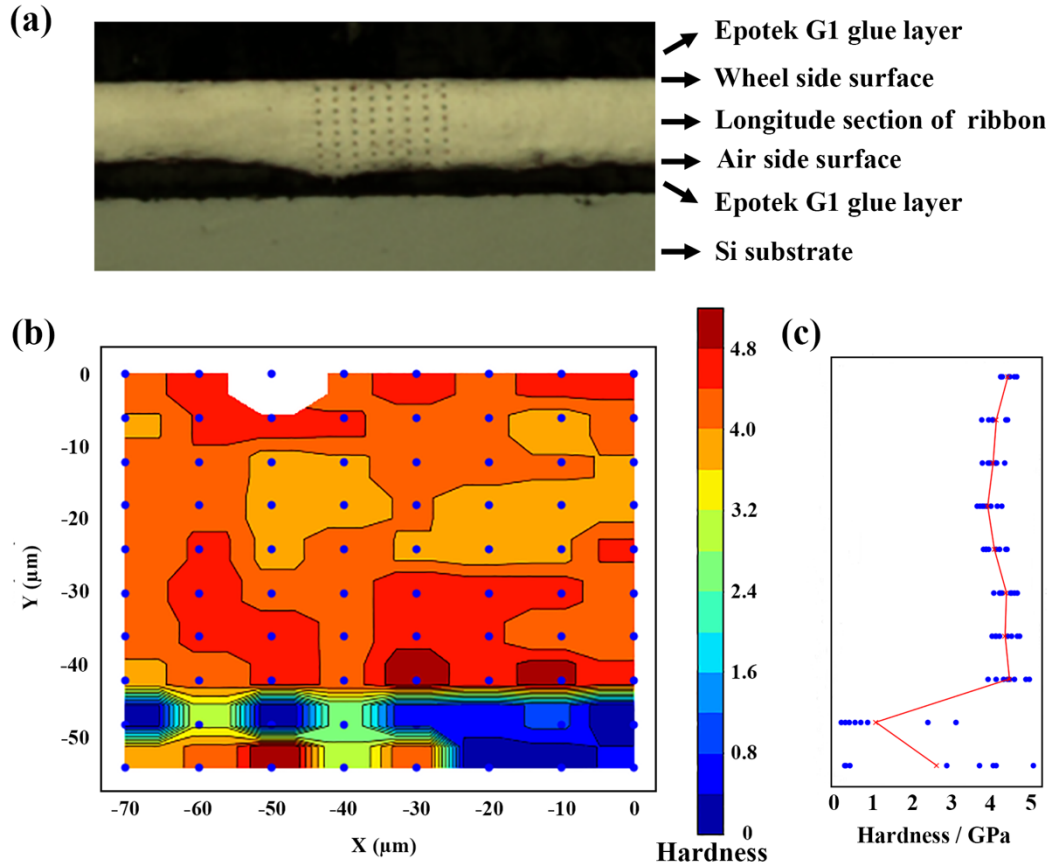 (a)
Epotek G1 glue layer
Wheel side surface
Longitude section of ribbon
Air side surface
Epotek G1 glue layer
Si substrate
(b)
0
-10
-20
-30
-40
-50
Y (μm)
-70 -60 -50 -40 -30 -20 -10 0
X (μm)
4.8
4.0
3.2
2.4
1.6
0.8
0
Hardness
(c)
0 1 2 3 4 5
Hardness / GPa